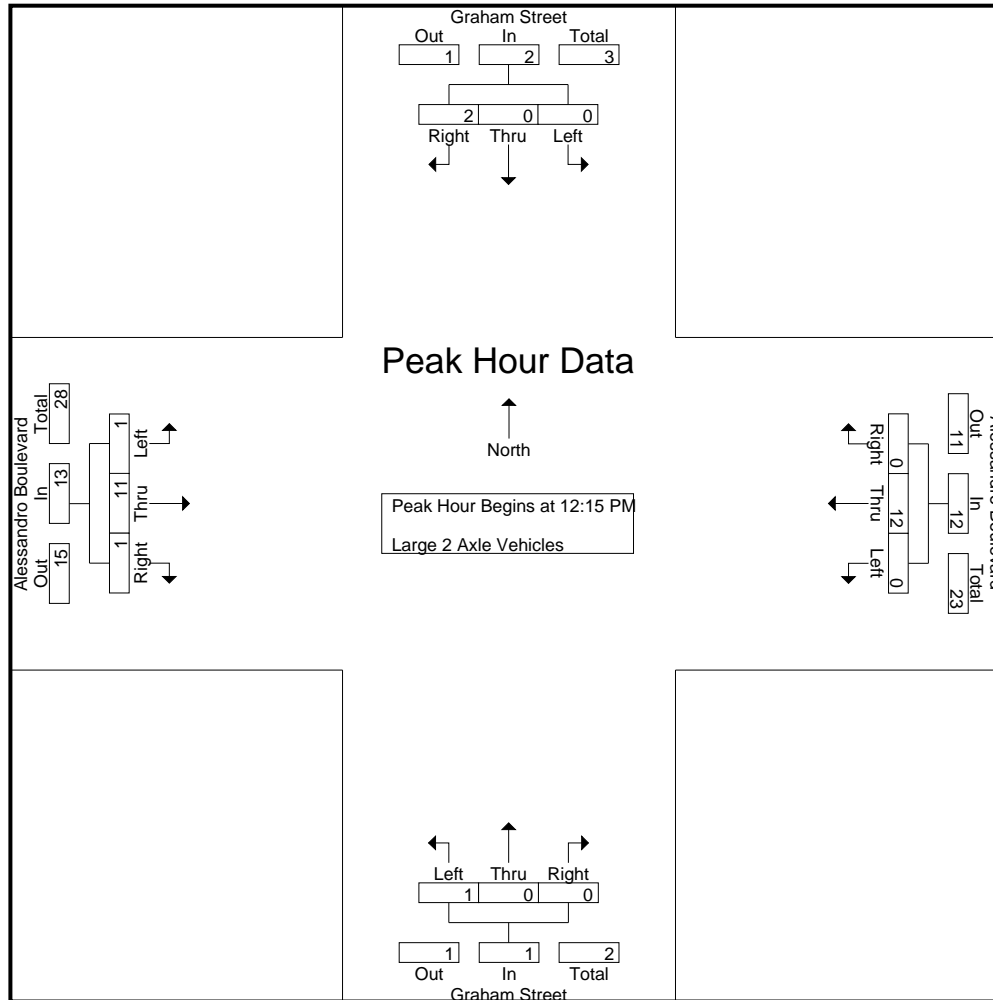 Graham Street
Out In Total
1 2 3
2 0 0
Right Thru Left
Peak Hour Data
North
Peak Hour Begins at 12:15 PM
Large 2 Axle Vehicles
Alessandro Boulevard
Total In Out
28 13 15
1 11 1
Left Thru Right
Out In Total
11 12 23
0 12 0
Right Thru Left
Left Thru Right
1 0 0
1 1 2
Out In Total
Graham Street